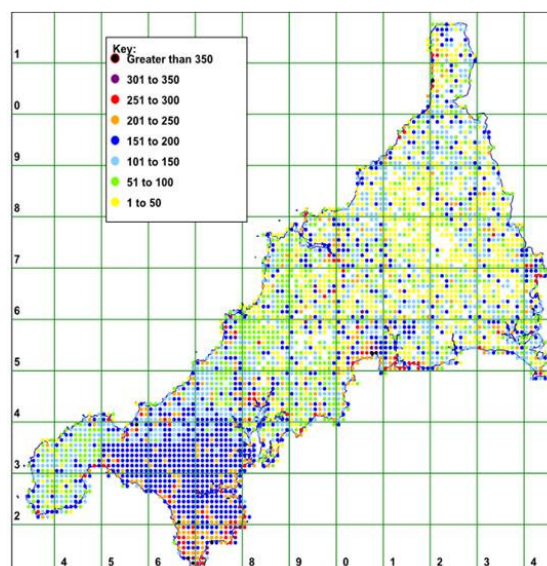 Key:
Greater than 350
301 to 350
251 to 300
201 to 250
151 to 200
101 to 150
51 to 100
1 to 50
1
0
9
8
7
6
5
4
3
2
4 5 6 7 8 9 0 1 2 3 4